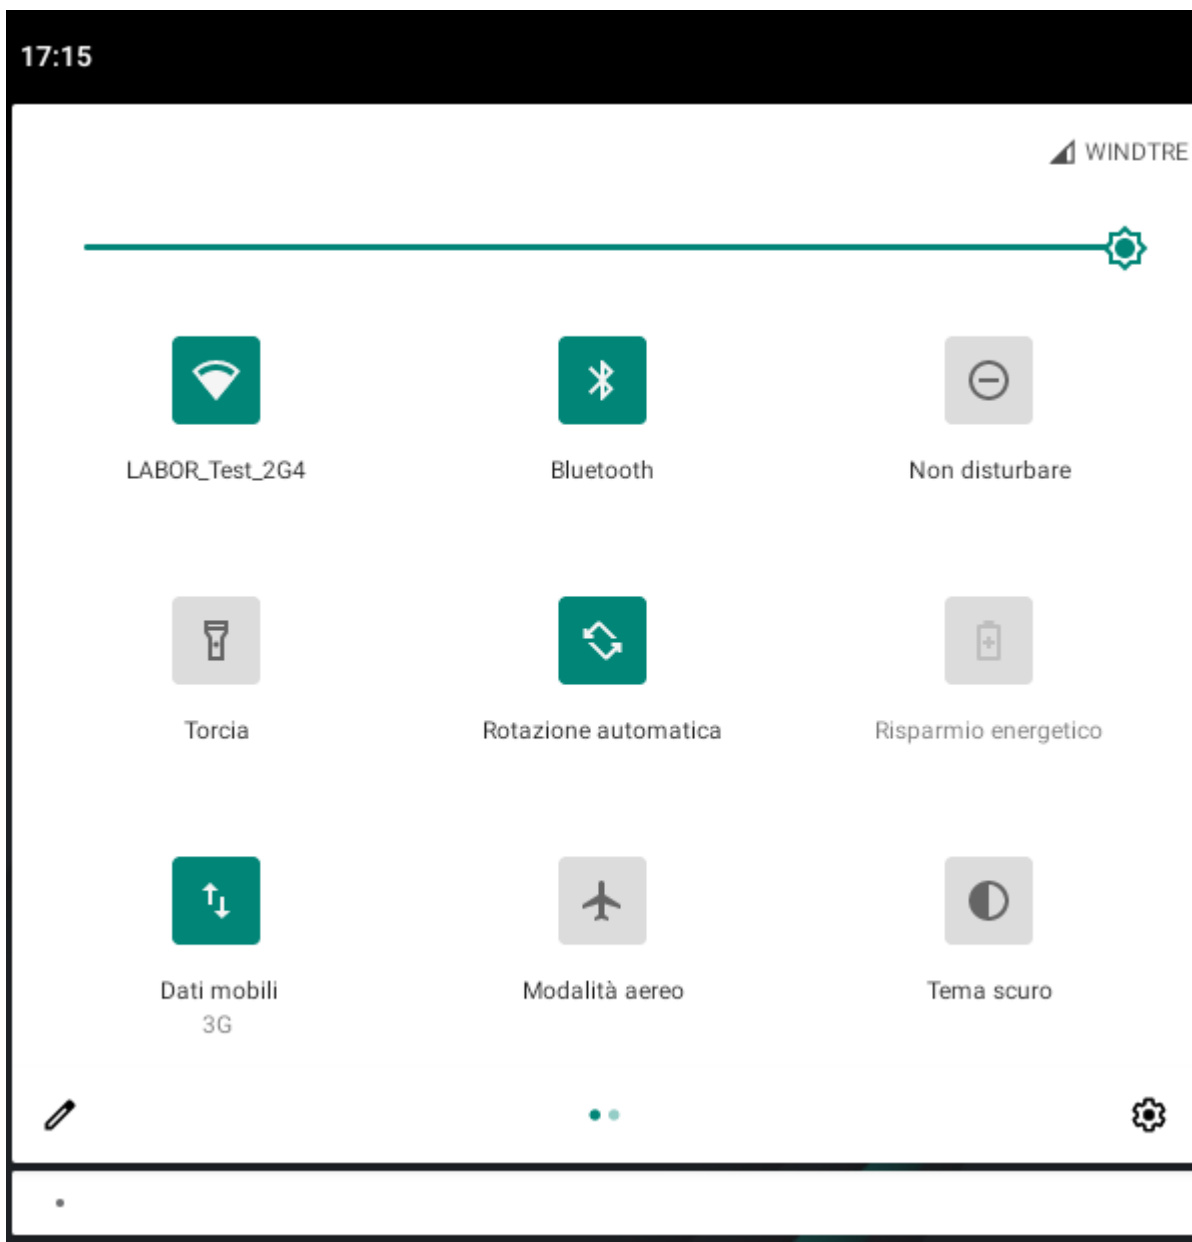 17:15
WINDTRE
LABOR_Test_2G4
Bluetooth
Non disturbare
Torcia
Rotazione automatica
Risparmio energetico
Dati mobili
3G
Modalità aereo
Tema scuro